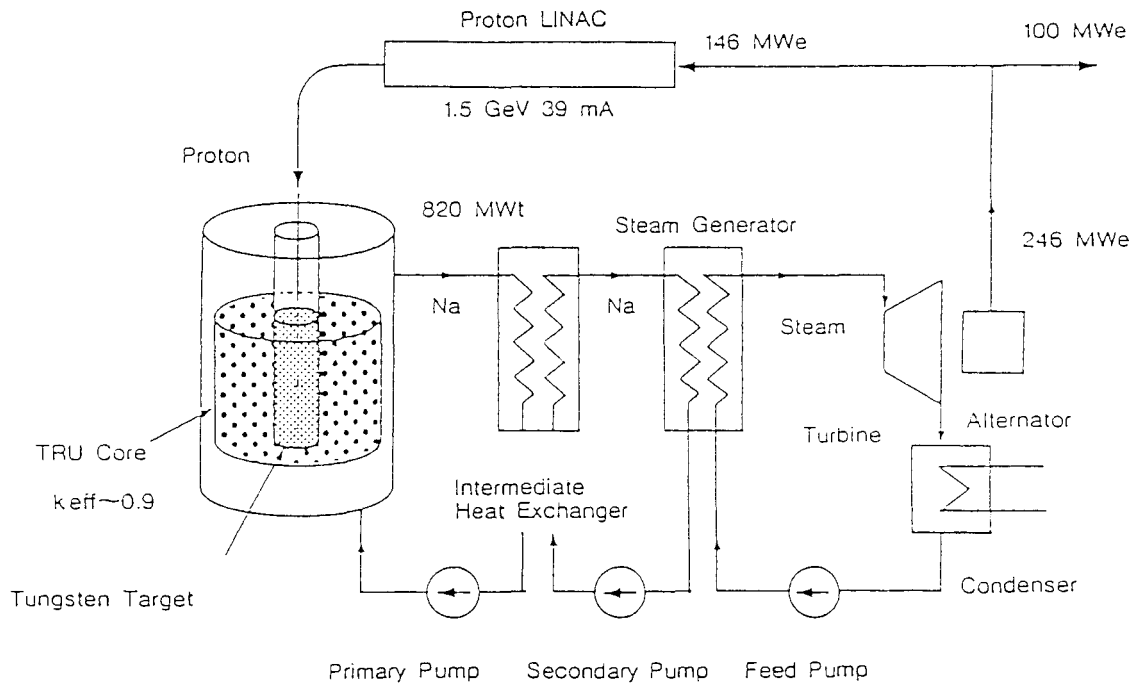 Proton LINAC
146 MWe
100 MWe
1.5 GeV 39 mA
Proton
820 MWt
Steam Generator
246 MWe
Na
Na
Steam
Turbine
Alternator
TRU Core
keff~0.9
Intermediate
Heat Exchanger
Tungsten Target
Condenser
Primary Pump
Secondary Pump
Feed Pump